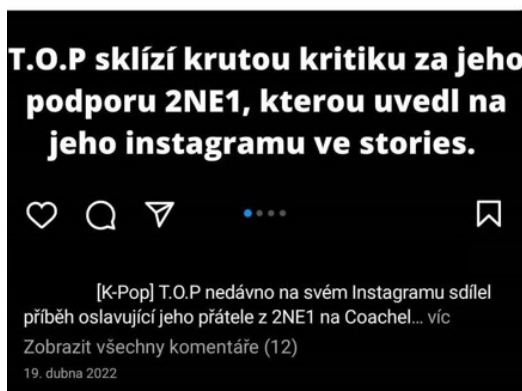 T.O.P sklízí krutou kritiku za jeho
podporu 2NE1, kterou uvedl na
jeho instagramu ve stories.
[K-Pop] T.O.P nedávno na svém Instagramu sdílel
příběh oslavující jeho přátele z 2NE1 na Coachel... víc
Zobrazit všechny komentáře (12)
19. dubna 2022